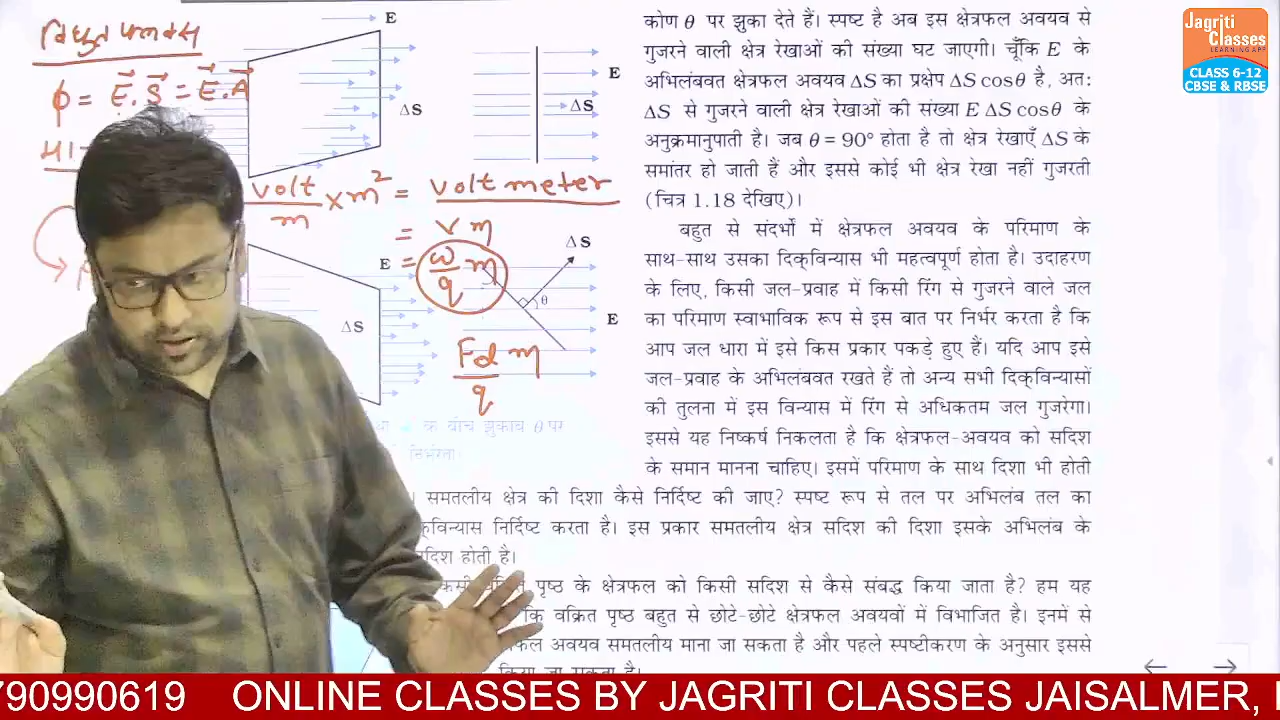 विधुत फ्लक्स
ϕ = E⃗.S⃗ = E⃗.A⃗
volt/m × m² = volt meter
= V m
= (w/q) m
Fd m / q
E
ΔS
E
ΔS
E
ΔS
ΔS
θ
E
के बीच झुकाव θ पर
निर्भरता।
कोण θ पर झुका देते हैं। स्पष्ट है अब इस क्षेत्रफल अवयव से
गुजरने वाली क्षेत्र रेखाओं की संख्या घट जाएगी। चूँकि E के
अभिलंबवत क्षेत्रफल अवयव ΔS का प्रक्षेप ΔS cosθ है, अत:
ΔS से गुजरने वाली क्षेत्र रेखाओं की संख्या E ΔS cosθ के
अनुक्रमानुपाती है। जब θ = 90° होता है तो क्षेत्र रेखाएँ ΔS के
समांतर हो जाती हैं और इससे कोई भी क्षेत्र रेखा नहीं गुजरती
(चित्र 1.18 देखिए)।
बहुत से संदर्भों में क्षेत्रफल अवयव के परिमाण के
साथ-साथ उसका दिक्‌विन्यास भी महत्वपूर्ण होता है। उदाहरण
के लिए, किसी जल-प्रवाह में किसी रिंग से गुजरने वाले जल
का परिमाण स्वाभाविक रूप से इस बात पर निर्भर करता है कि
आप जल धारा में इसे किस प्रकार पकड़े हुए हैं। यदि आप इसे
जल-प्रवाह के अभिलंबवत रखते हैं तो अन्य सभी दिक्‌विन्यासों
की तुलना में इस विन्यास में रिंग से अधिकतम जल गुजरेगा।
इससे यह निष्कर्ष निकलता है कि क्षेत्रफल-अवयव को सदिश
के समान मानना चाहिए। इसमें परिमाण के साथ दिशा भी होती
। समतलीय क्षेत्र की दिशा कैसे निर्दिष्ट की जाए? स्पष्ट रूप से तल पर अभिलंब तल का
क्‌विन्यास निर्दिष्ट करता है। इस प्रकार समतलीय क्षेत्र सदिश की दिशा इसके अभिलंब के
दिश होती है।
पृष्ठ के क्षेत्रफल को किसी सदिश से कैसे संबद्ध किया जाता है? हम यह
कि वक्रित पृष्ठ बहुत से छोटे-छोटे क्षेत्रफल अवयवों में विभाजित है। इनमें से
फल अवयव समतलीय माना जा सकता है और पहले स्पष्टीकरण के अनुसार इससे
किया जा सकता है।
Jagriti
Classes
LEARNING APP
CLASS 6-12
CBSE & RBSE
790990619 ONLINE CLASSES BY JAGRITI CLASSES JAISALMER,